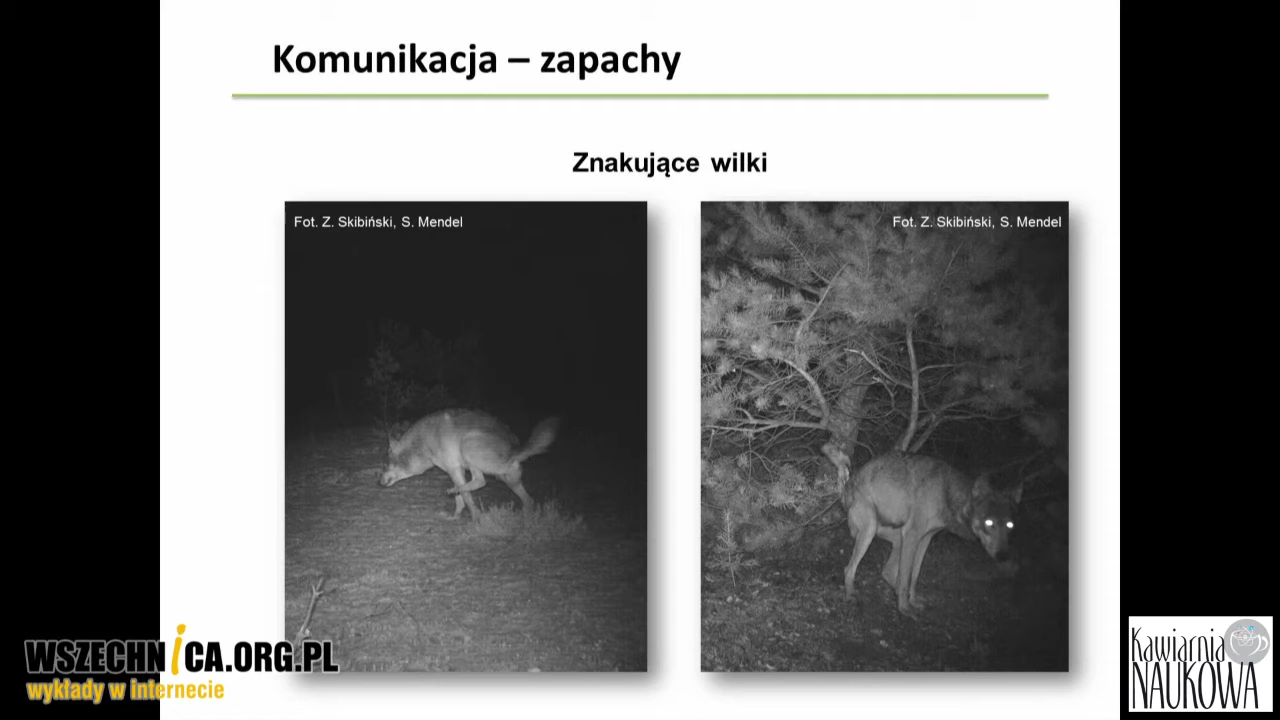 Komunikacja – zapachy
Znakujące wilki
Fot. Z. Skibiński, S. Mendel
Fot. Z. Skibiński, S. Mendel
WSZECHNiCA.ORG.PL
wykłady w internecie
Kawiarnia
NAUKOWA